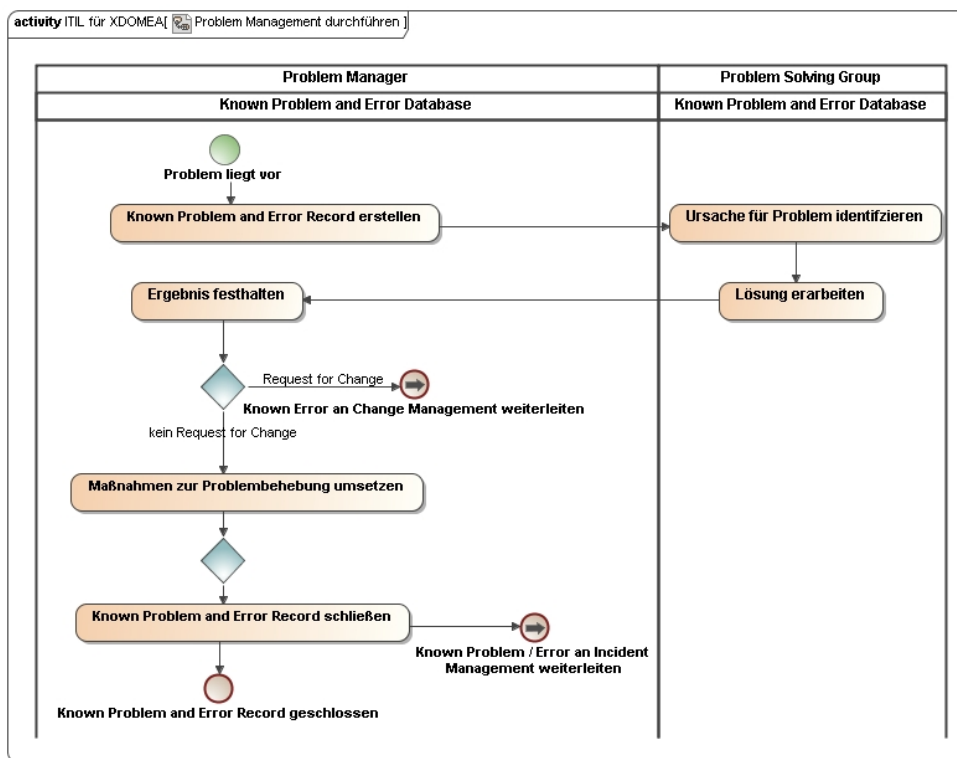 activity ITIL für XDOMEA[ Problem Management durchführen ]
Problem Manager
Problem Solving Group
Known Problem and Error Database
Known Problem and Error Database
Problem liegt vor
Known Problem and Error Record erstellen
Ursache für Problem identifzieren
Ergebnis festhalten
Lösung erarbeiten
Request for Change
Known Error an Change Management weiterleiten
kein Request for Change
Maßnahmen zur Problembehebung umsetzen
Known Problem and Error Record schließen
Known Problem / Error an Incident
Management weiterleiten
Known Problem and Error Record geschlossen